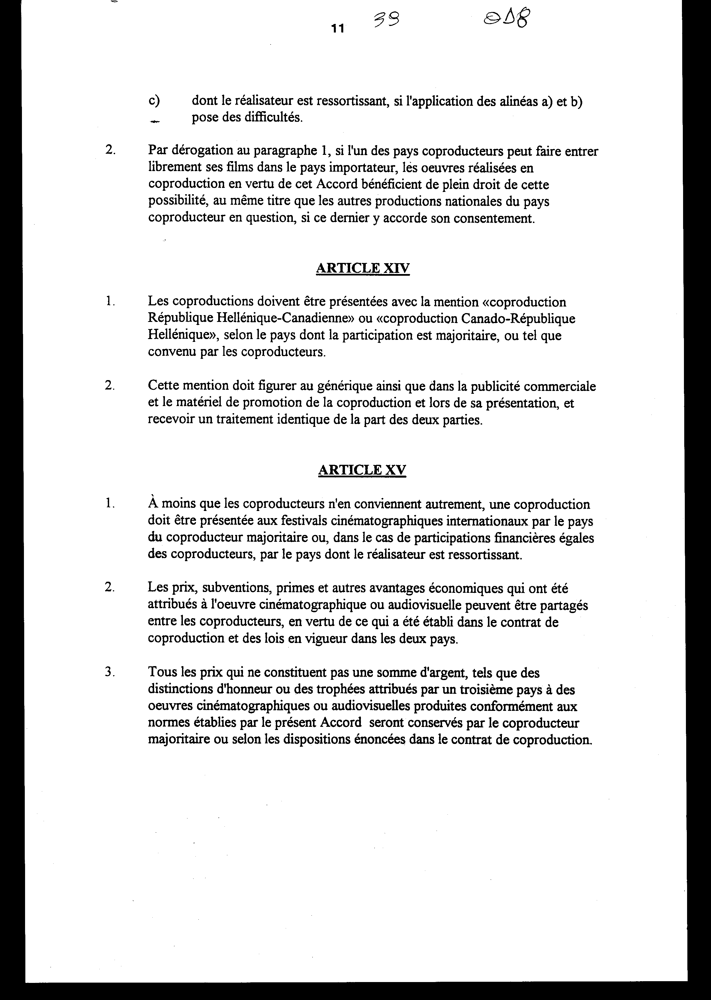 39
11
c) dont le réalisateur est ressortissant, si l'application des alinéas a) et b)
pose des difficultés.
2. Par dérogation au paragraphe 1, si l'un des pays coproducteurs peut faire entrer
librement ses films dans le pays importateur, les oeuvres réalisées en
coproduction en vertu de cet Accord bénéficient de plein droit de cette
possibilité, au même titre que les autres productions nationales du pays
coproducteur en question, si ce dernier y accorde son consentement.
ARTICLE XIV
1. Les coproductions doivent être présentées avec la mention «coproduction
République Hellénique-Canadienne» ou «coproduction Canado-République
Hellénique», selon le pays dont la participation est majoritaire, ou tel que
convenu par les coproducteurs.
2. Cette mention doit figurer au générique ainsi que dans la publicité commerciale
et le matériel de promotion de la coproduction et lors de sa présentation, et
recevoir un traitement identique de la part des deux parties.
ARTICLE XV
1. À moins que les coproducteurs n'en conviennent autrement, une coproduction
doit être présentée aux festivals cinématographiques internationaux par le pays
du coproducteur majoritaire ou, dans le cas de participations financières égales
des coproducteurs, par le pays dont le réalisateur est ressortissant.
2. Les prix, subventions, primes et autres avantages économiques qui ont été
attribués à l'oeuvre cinématographique ou audiovisuelle peuvent être partagés
entre les coproducteurs, en vertu de ce qui a été établi dans le contrat de
coproduction et des lois en vigueur dans les deux pays.
3. Tous les prix qui ne constituent pas une somme d'argent, tels que des
distinctions d'honneur ou des trophées attribués par un troisième pays à des
oeuvres cinématographiques ou audiovisuelles produites conformément aux
normes établies par le présent Accord seront conservés par le coproducteur
majoritaire ou selon les dispositions énoncées dans le contrat de coproduction.